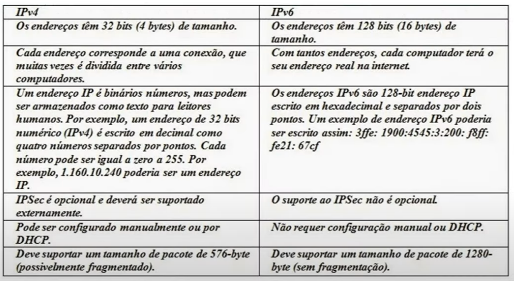 IPv4
IPv6
Os endereços têm 32 bits (4 bytes) de tamanho.
Os endereços têm 128 bits (16 bytes) de
tamanho.
Cada endereço corresponde a uma conexão, que
muitas vezes é dividida entre vários
computadores.
Com tantos endereços, cada computador terá o
seu endereço real na internet.
Um endereço IP é binários números, mas podem
ser armazenados como texto para leitores
humanos. Por exemplo, um endereço de 32 bits
numérico (IPv4) é escrito em decimal como
quatro números separados por pontos. Cada
número pode ser igual a zero a 255. Por
exemplo, 1.160.10.240 poderia ser um endereço
IP.
Os endereços IPv6 são 128-bit endereço IP
escrito em hexadecimal e separados por dois
pontos. Um exemplo de endereço IPv6 poderia
ser escrito assim: 3ffe: 1900:4545:3:200: f8ff:
fe21: 67cf
IPSec é opcional e deverá ser suportado
externamente.
O suporte ao IPSec não é opcional.
Pode ser configurado manualmente ou por
DHCP.
Não requer configuração manual ou DHCP.
Deve suportar um tamanho de pacote de 576-byte
(possivelmente fragmentado).
Deve suportar um tamanho de pacote de 1280-
byte (sem fragmentação).